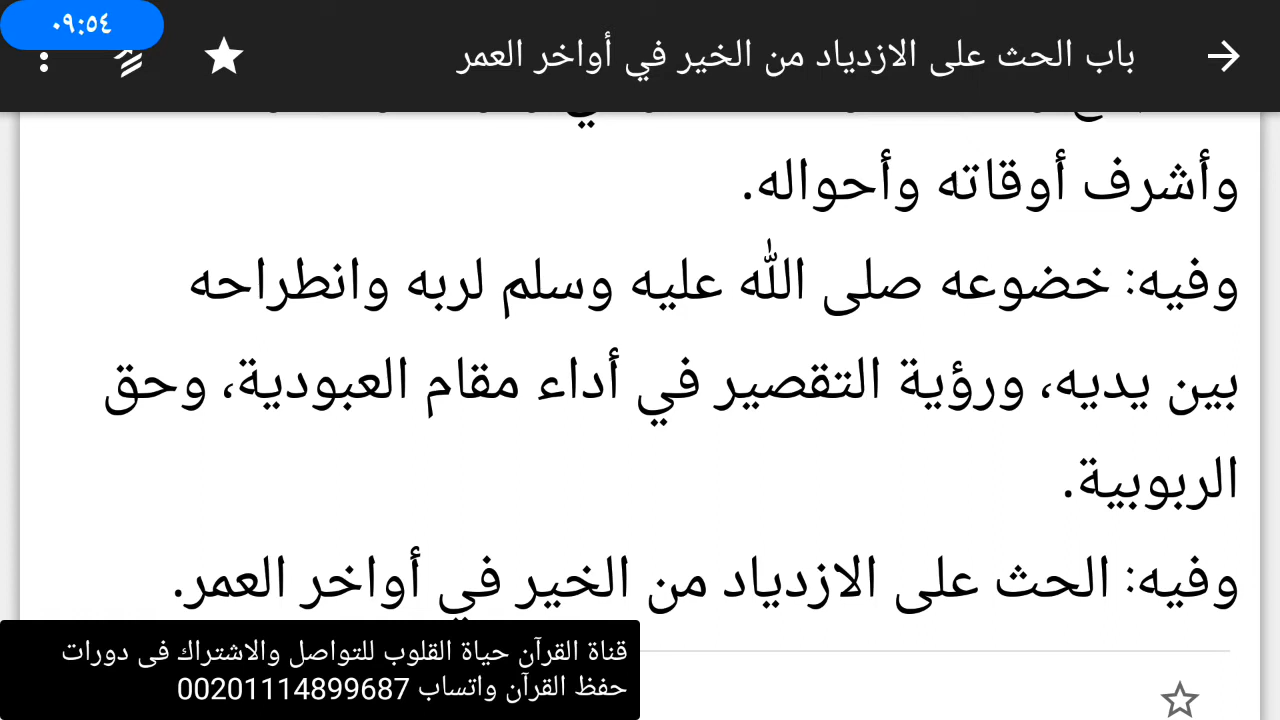 ٠٩:٥٤
باب الحث على الازدياد من الخير في أواخر العمر
وأشرف أوقاته وأحواله.
وفيه: خضوعه صلى الله عليه وسلم لربه وانطراحه
بين يديه، ورؤية التقصير في أداء مقام العبودية، وحق
الربوبية.
وفيه: الحث على الازدياد من الخير في أواخر العمر.
قناة القرآن حياة القلوب للتواصل والاشتراك فى دورات
حفظ القرآن واتساب 00201114899687